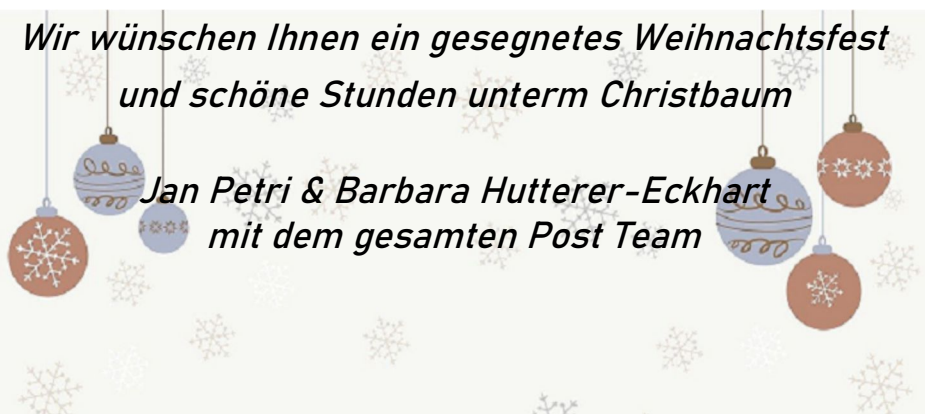 Wir wünschen Ihnen ein gesegnetes Weihnachtsfest
und schöne Stunden unterm Christbaum
Jan Petri & Barbara Hutterer-Eckhart
mit dem gesamten Post Team